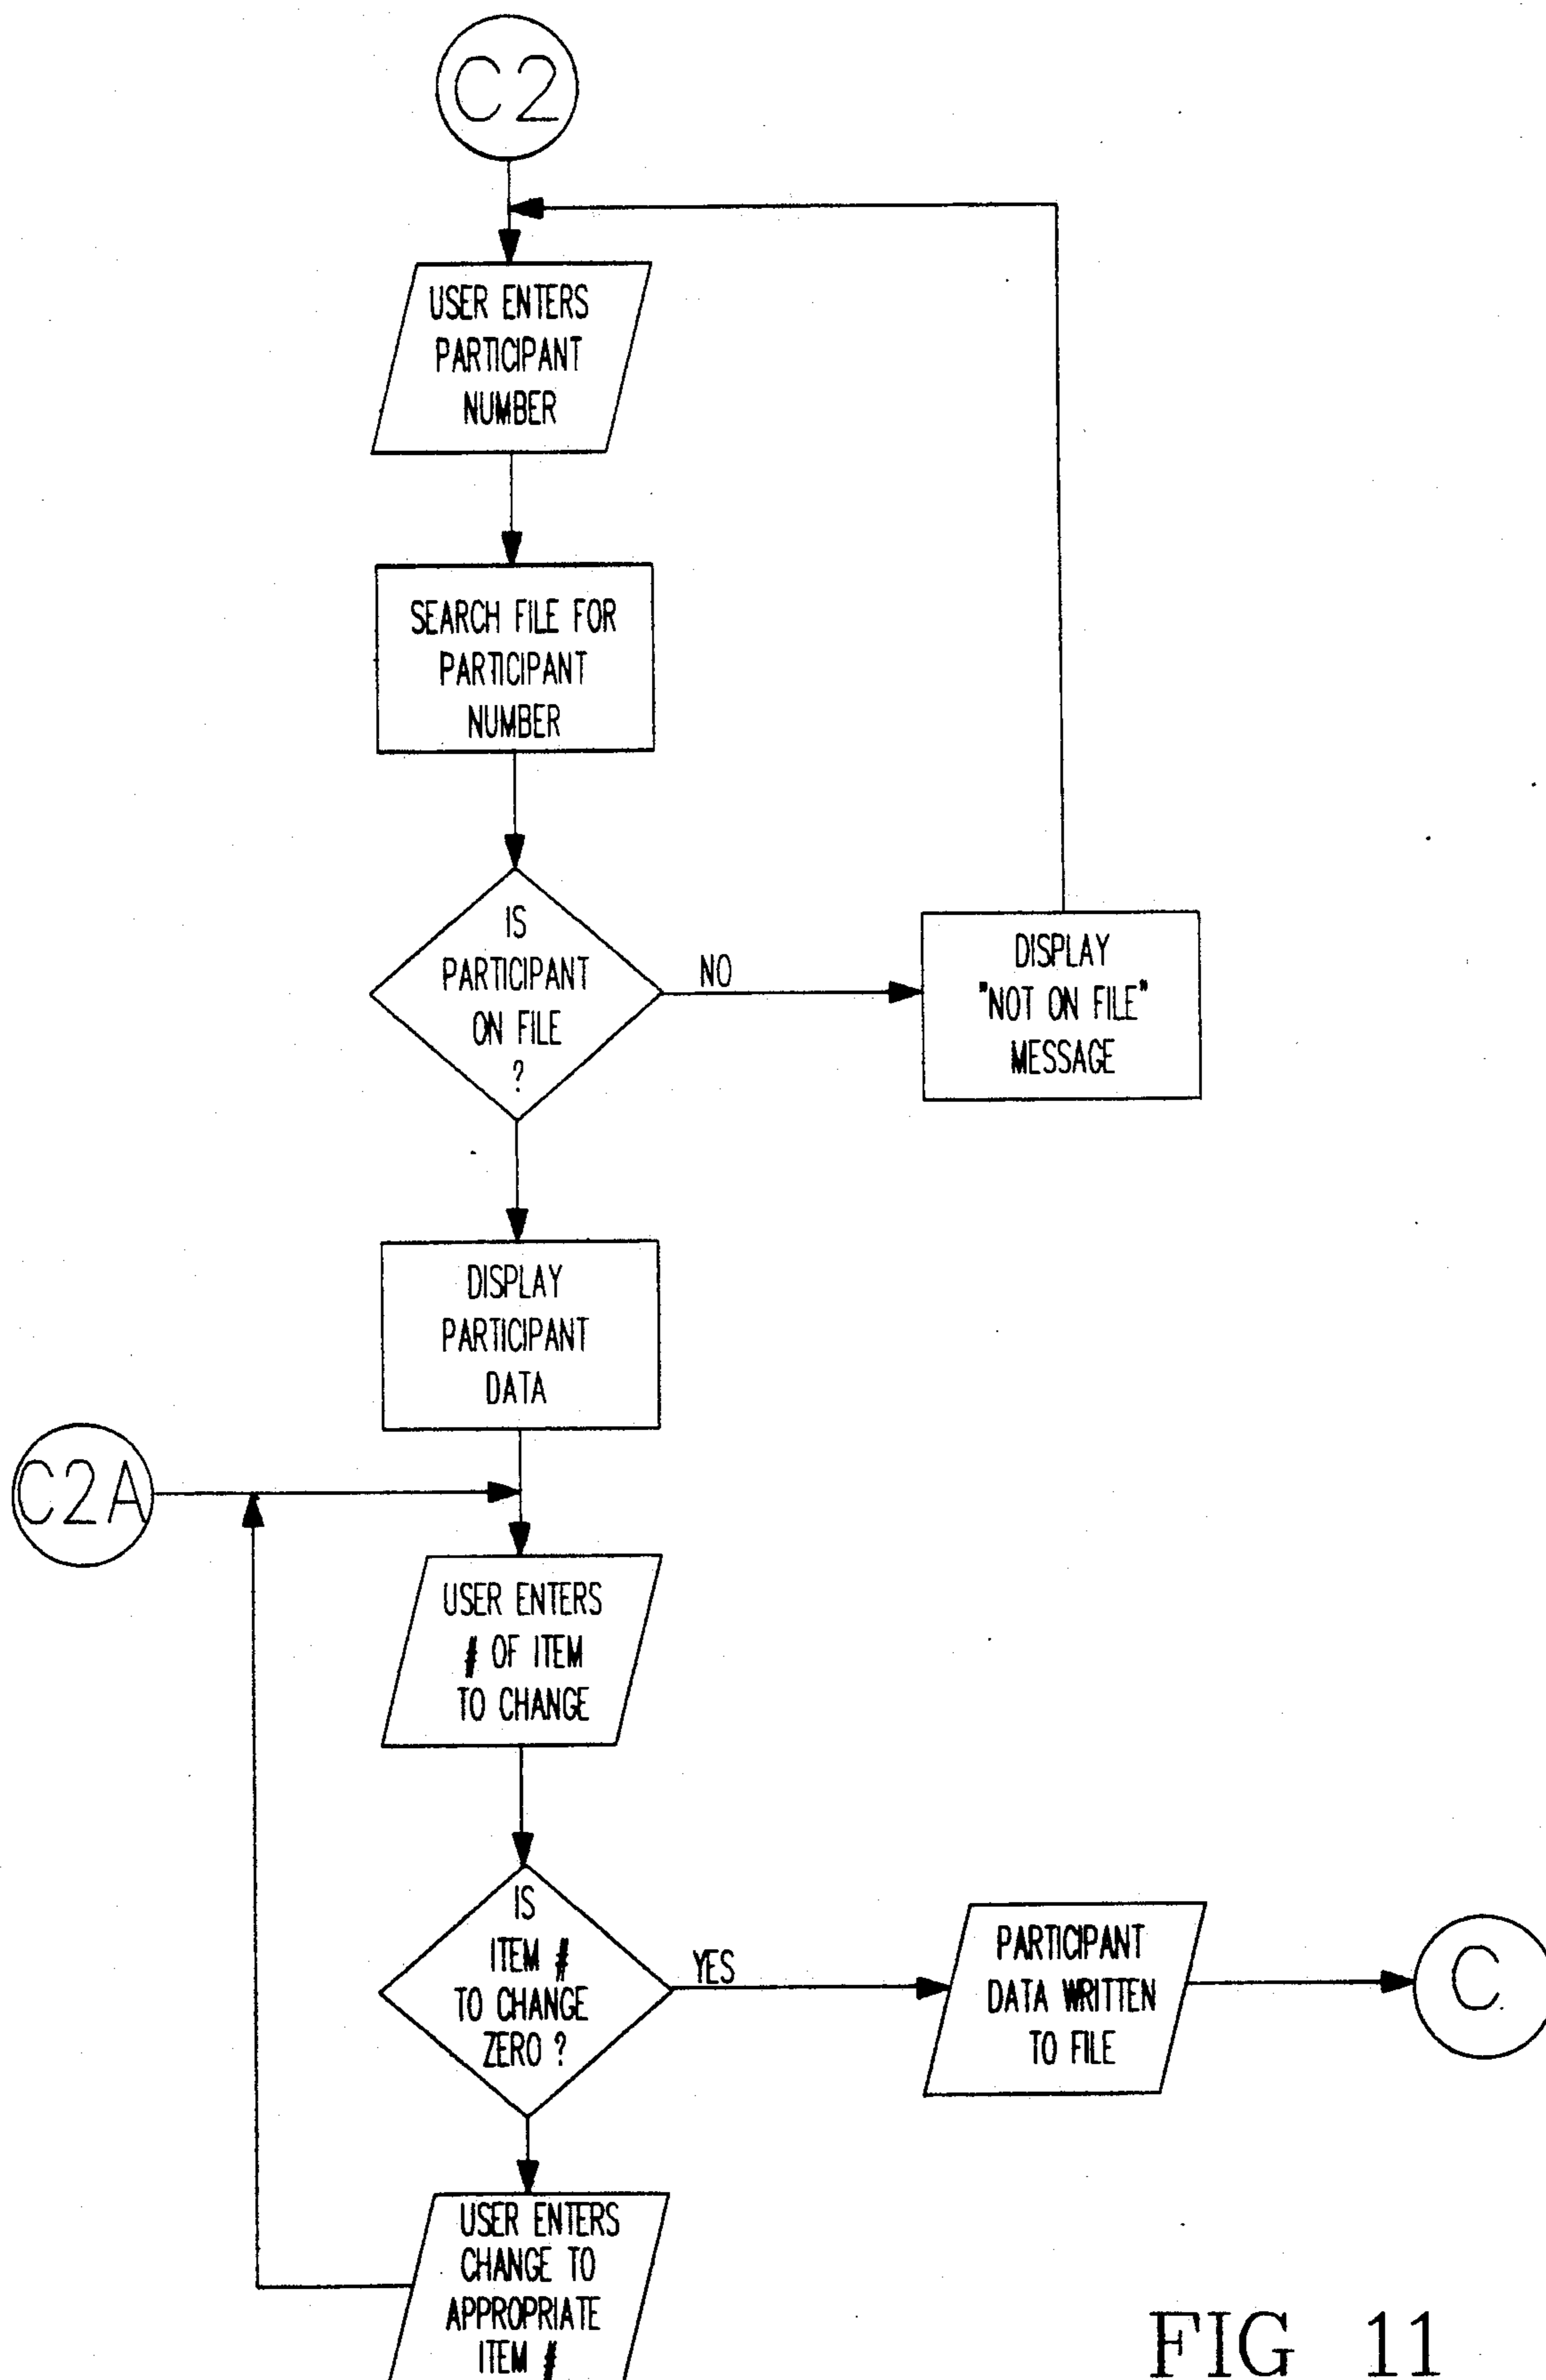 C2
USER ENTERS
PARTICIPANT
NUMBER
SEARCH FILE FOR
PARTICIPANT
NUMBER
IS
PARTICIPANT
ON FILE
?
NO
DISPLAY
"NOT ON FILE"
MESSAGE
DISPLAY
PARTICIPANT
DATA
C2A
USER ENTERS
# OF ITEM
TO CHANGE
IS
ITEM #
TO CHANGE
ZERO ?
YES
PARTICIPANT
DATA WRITTEN
TO FILE
C
USER ENTERS
CHANGE TO
APPROPRIATE
ITEM #
FIG 11